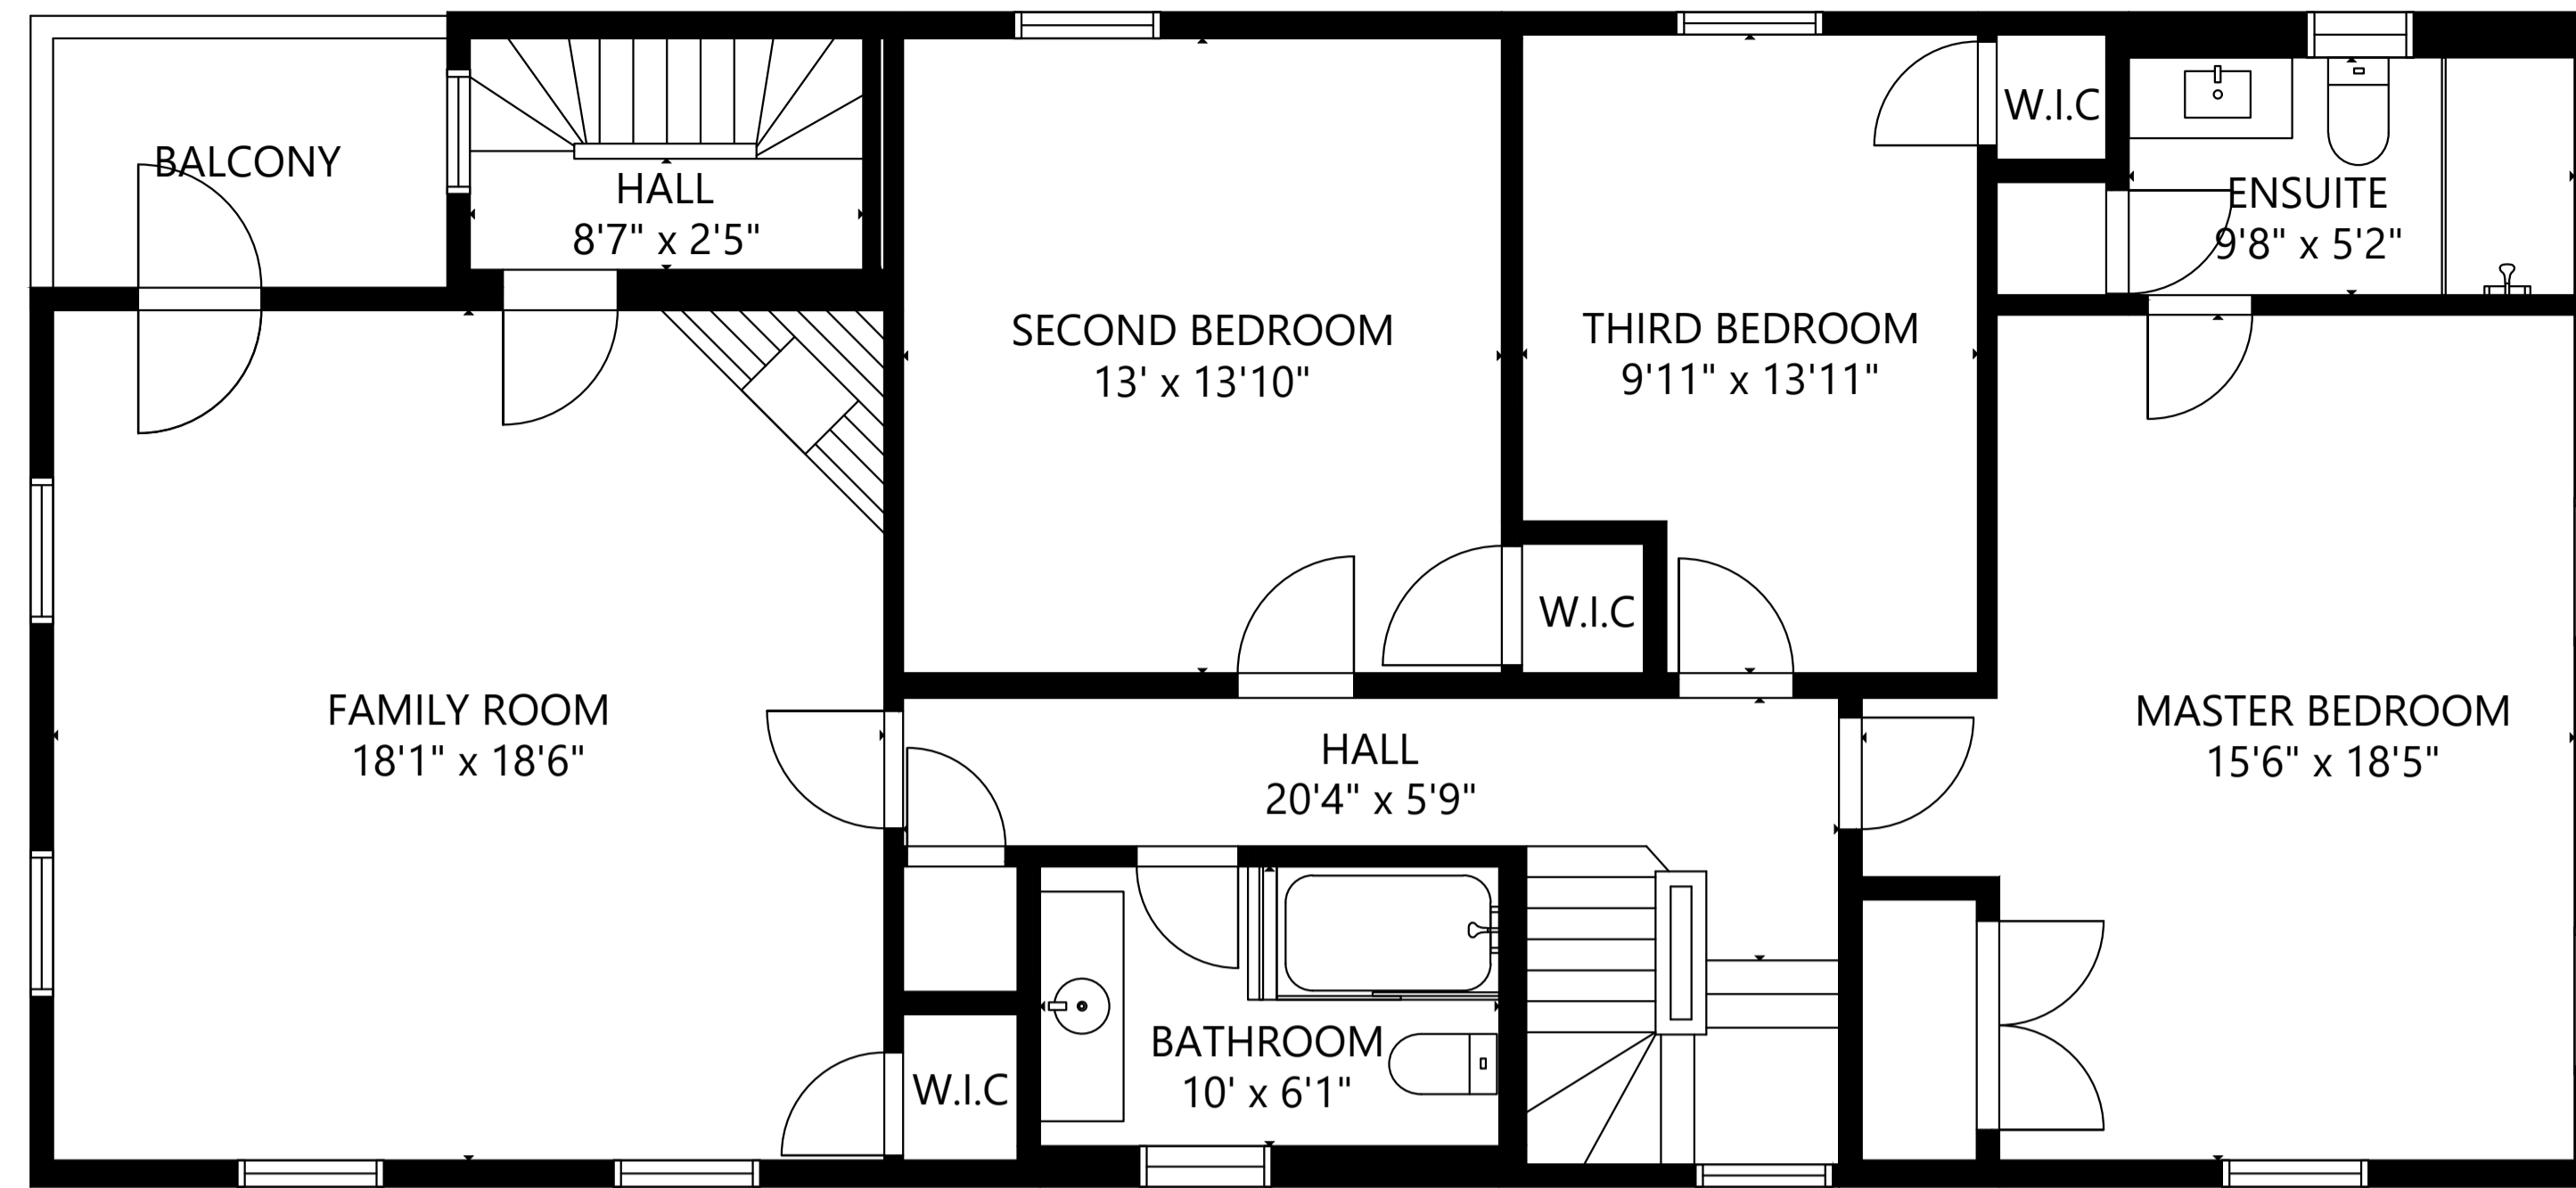 BALCONY
HALL
8'7" x 2'5"
SECOND BEDROOM
13' x 13'10"
THIRD BEDROOM
9'11" x 13'11"
W.I.C
ENSUITE
9'8" x 5'2"
W.I.C
FAMILY ROOM
18'1" x 18'6"
HALL
20'4" x 5'9"
MASTER BEDROOM
15'6" x 18'5"
W.I.C
BATHROOM
10' x 6'1"